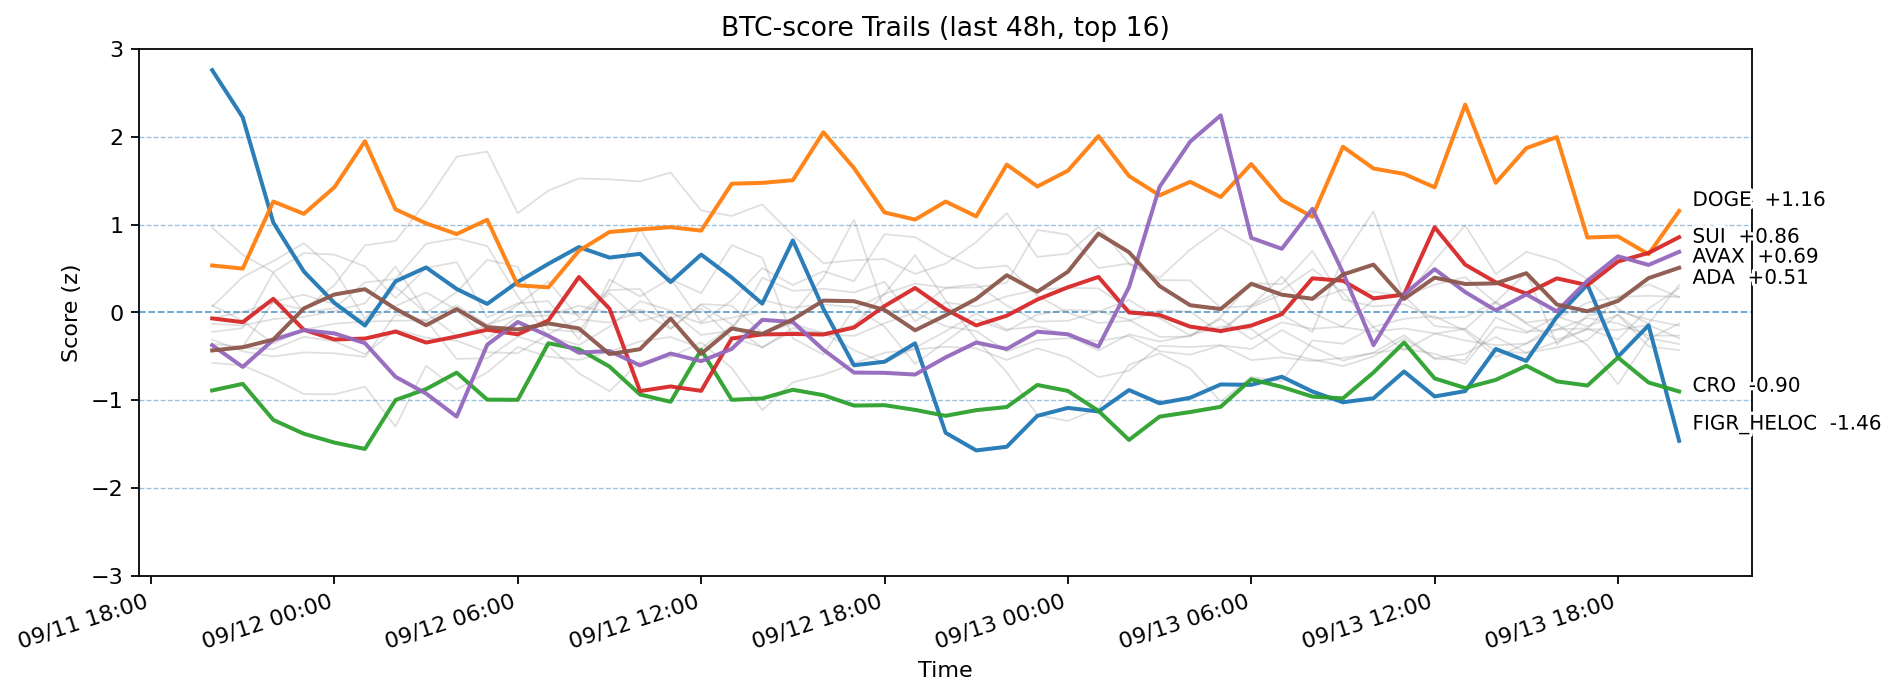 BTC-score Trails (last 48h, top 16)
3
2
1
0
−1
−2
−3
Score (z)
DOGE +1.16
SUI +0.86
AVAX +0.69
ADA +0.51
CRO -0.90
FIGR_HELOC -1.46
09/11 18:00
09/12 00:00
09/12 06:00
09/12 12:00
09/12 18:00
09/13 00:00
09/13 06:00
09/13 12:00
09/13 18:00
Time